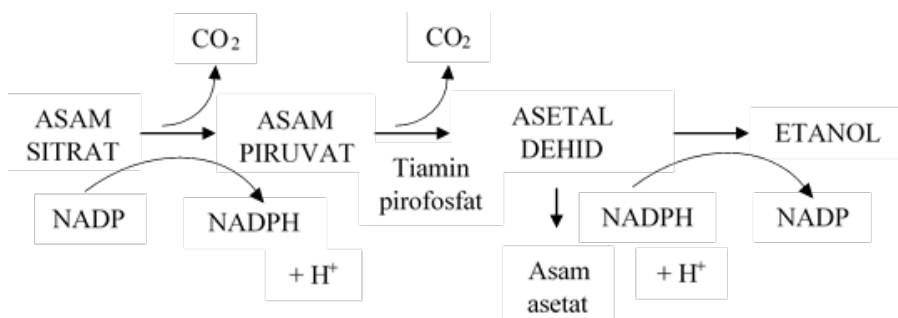 CO₂
CO₂
ASAM
SITRAT
ASAM
PIRUVAT
ASETAL
DEHID
ETANOL
Tiamin
pirofosfat
NADP
NADPH
+ H⁺
Asam
asetat
NADPH
+ H⁺
NADP